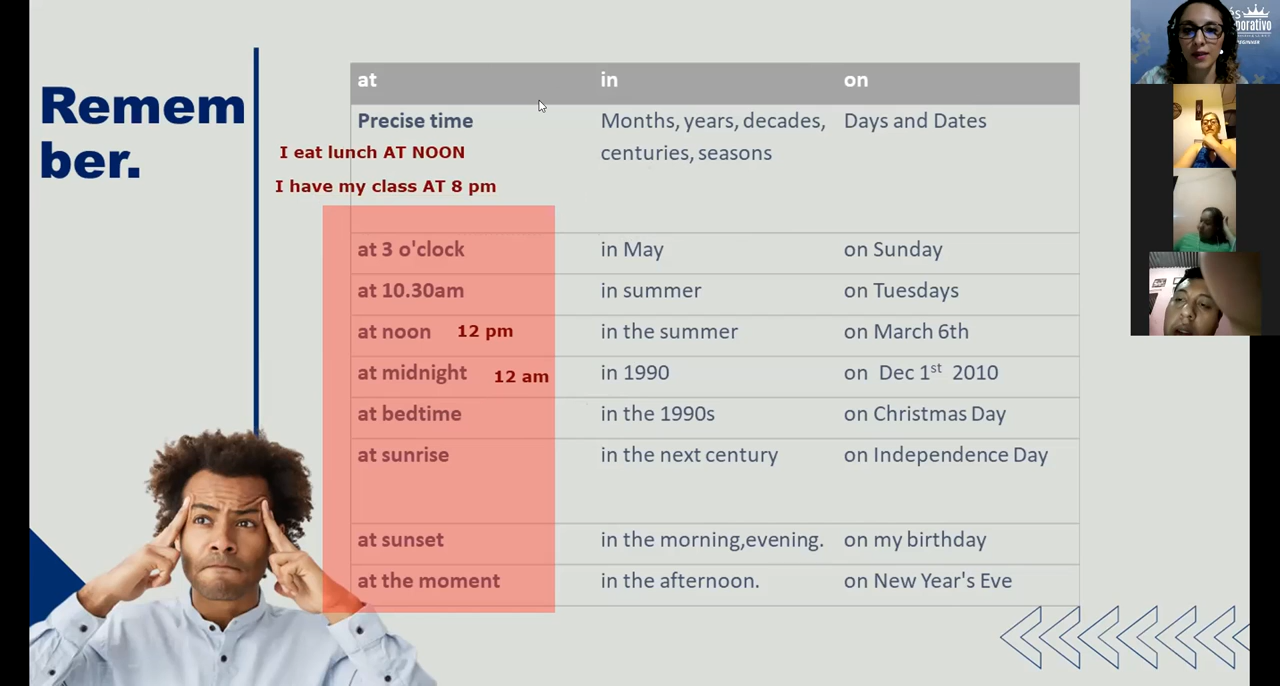 Remem
ber.
at in on
Precise time Months, years, decades, Days and Dates
centuries, seasons
I eat lunch AT NOON
I have my class AT 8 pm
at 3 o'clock in May on Sunday
at 10.30am in summer on Tuesdays
at noon 12 pm in the summer on March 6th
at midnight 12 am in 1990 on Dec 1st 2010
at bedtime in the 1990s on Christmas Day
at sunrise in the next century on Independence Day
at sunset in the morning,evening. on my birthday
at the moment in the afternoon. on New Year's Eve